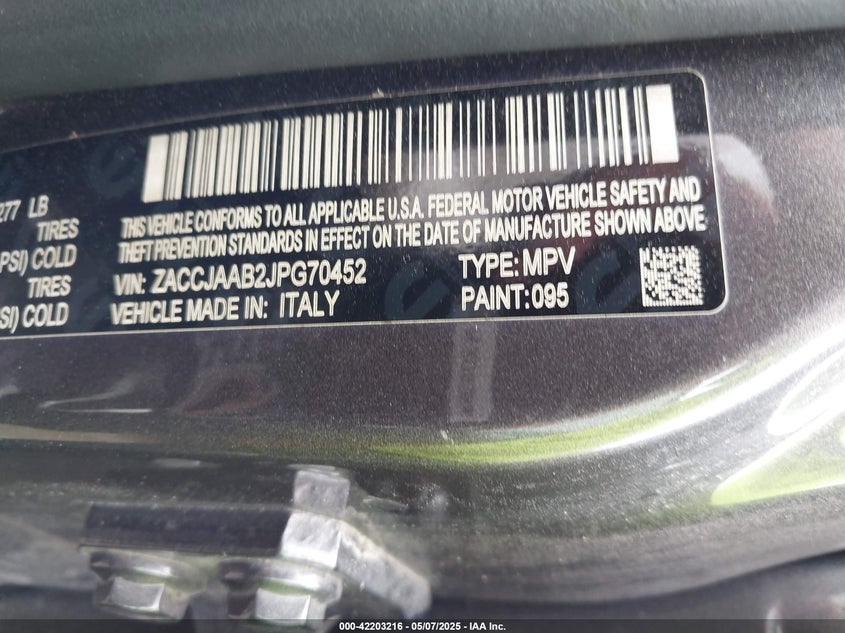 277 LB
TIRES
PSI) COLD
TIRES
SI) COLD
THIS VEHICLE CONFORMS TO ALL APPLICABLE U.S.A. FEDERAL MOTOR VEHICLE SAFETY AND
THEFT PREVENTION STANDARDS IN EFFECT ON THE DATE OF MANUFACTURE SHOWN ABOVE
VIN: ZACCJAAB2JPG70452 TYPE: MPV
VEHICLE MADE IN: ITALY PAINT: 095
000-42203216 - 05/07/2025 - IAA Inc.